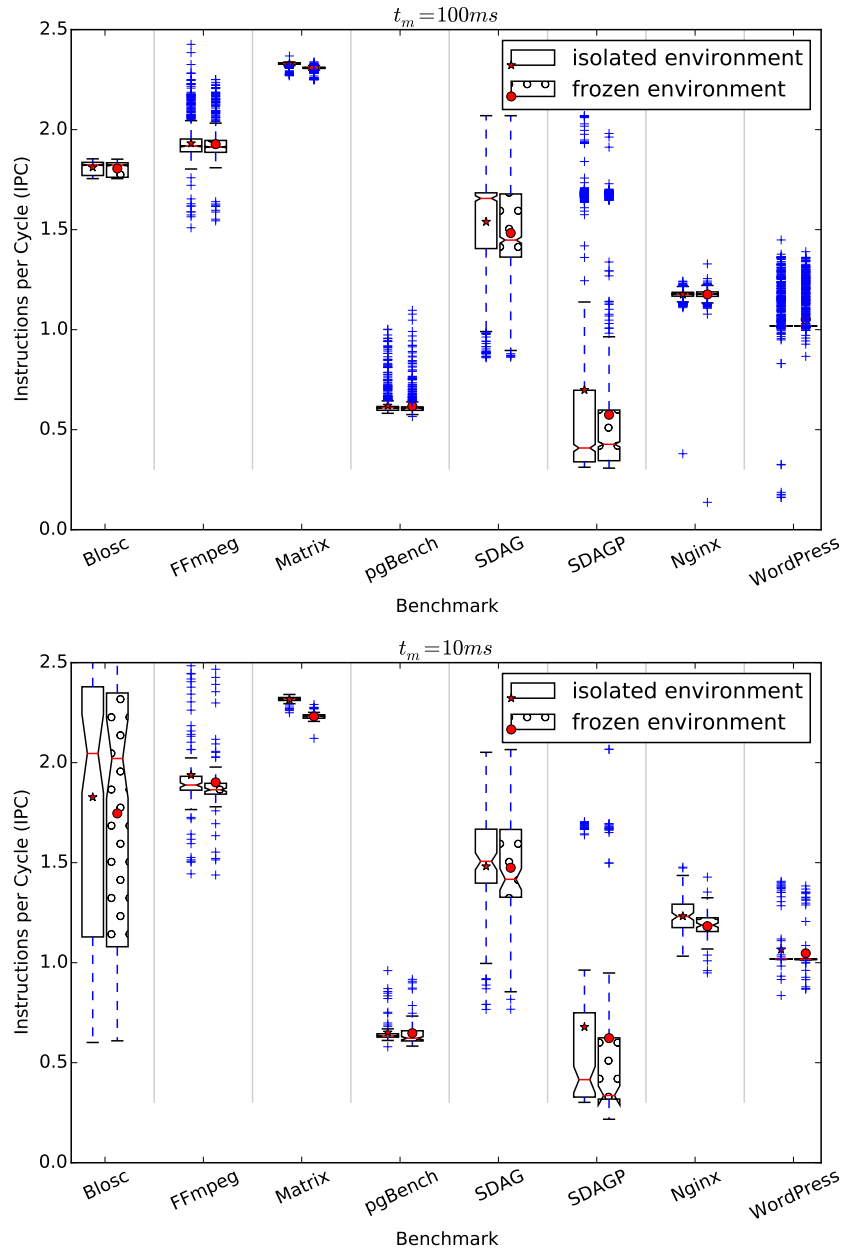 t_m=100ms
2.5
isolated environment
frozen environment
2.0
1.5
1.0
0.5
0.0
Instructions per Cycle (IPC)
Blosc
FFmpeg
Matrix
pgBench
SDAG
SDAGP
Nginx
WordPress
Benchmark
t_m=10ms
2.5
isolated environment
frozen environment
2.0
1.5
1.0
0.5
0.0
Instructions per Cycle (IPC)
Blosc
FFmpeg
Matrix
pgBench
SDAG
SDAGP
Nginx
WordPress
Benchmark